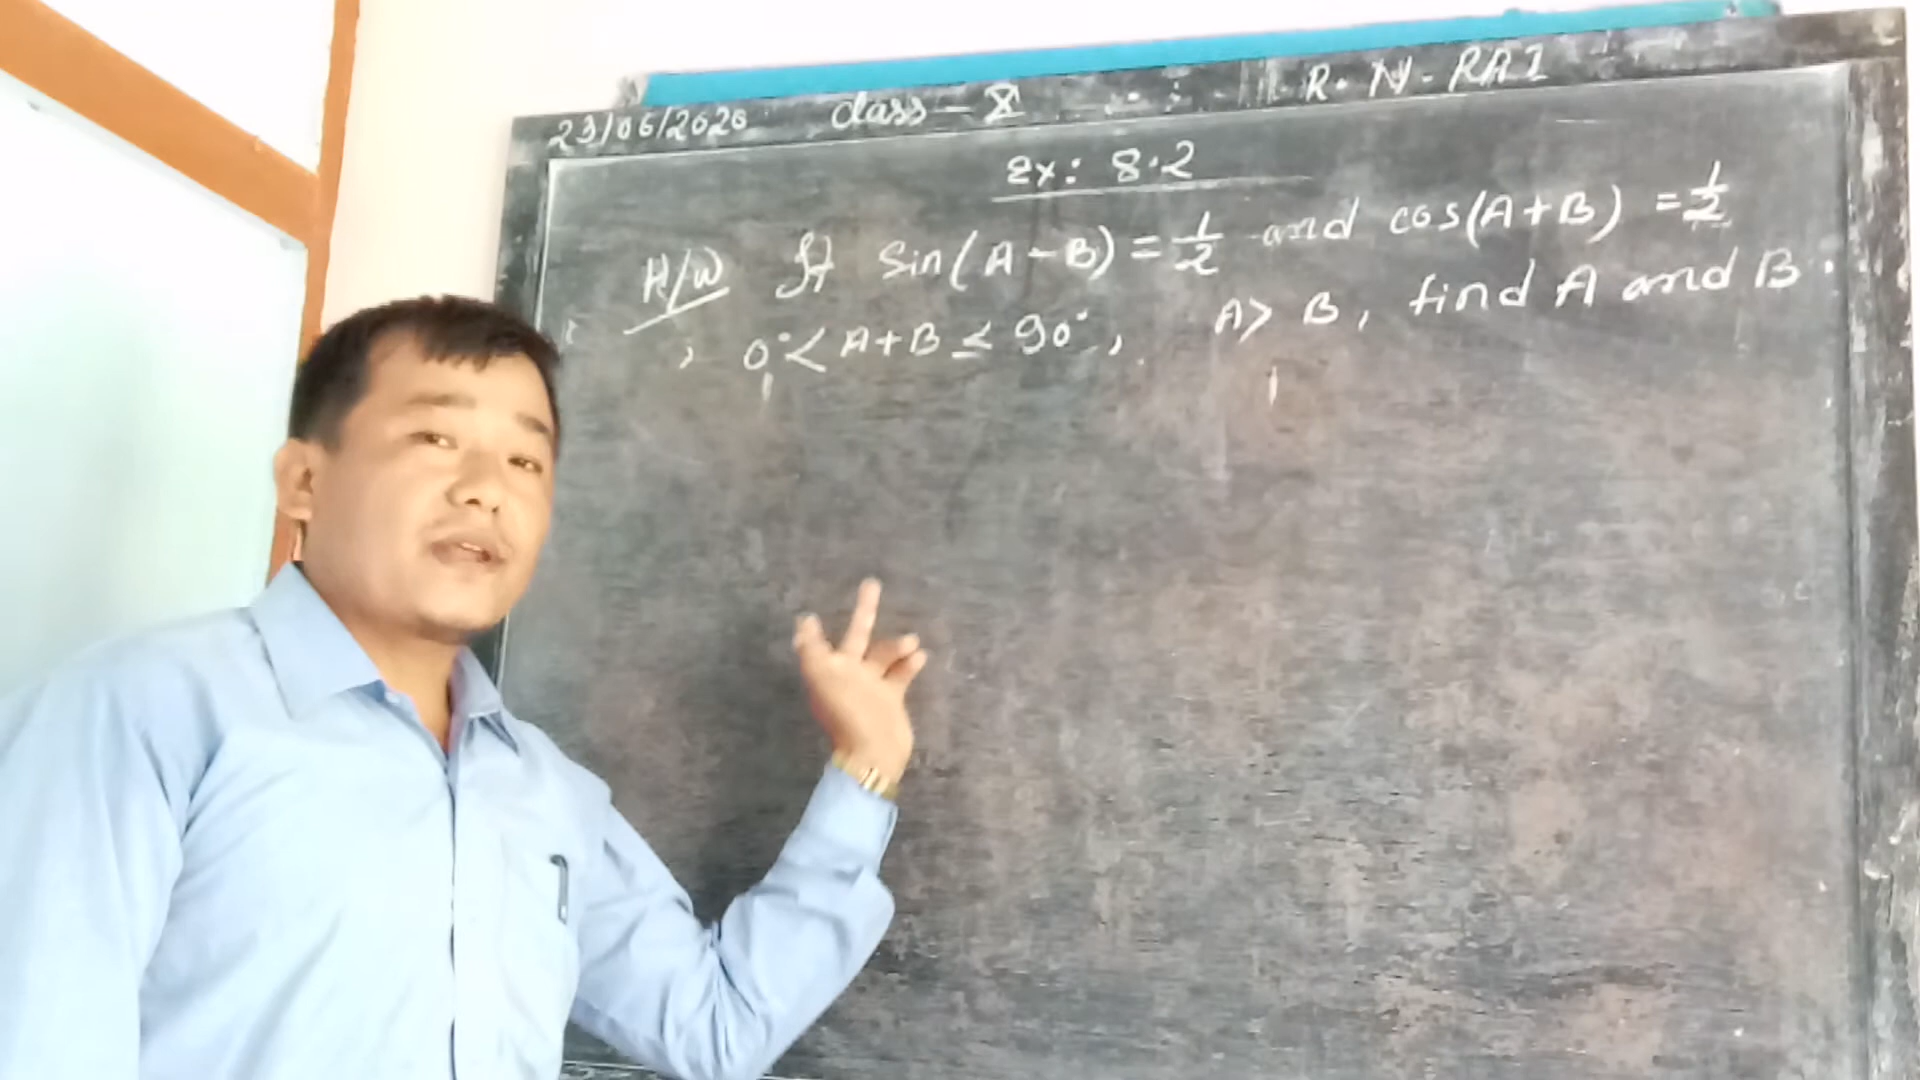 23/06/2020 Class - X R. N. RAI
Ex: 8.2
H/W If Sin(A-B) = 1/2 and cos(A+B) = 1/2
, 0° < A+B ≤ 90°, A > B, find A and B.